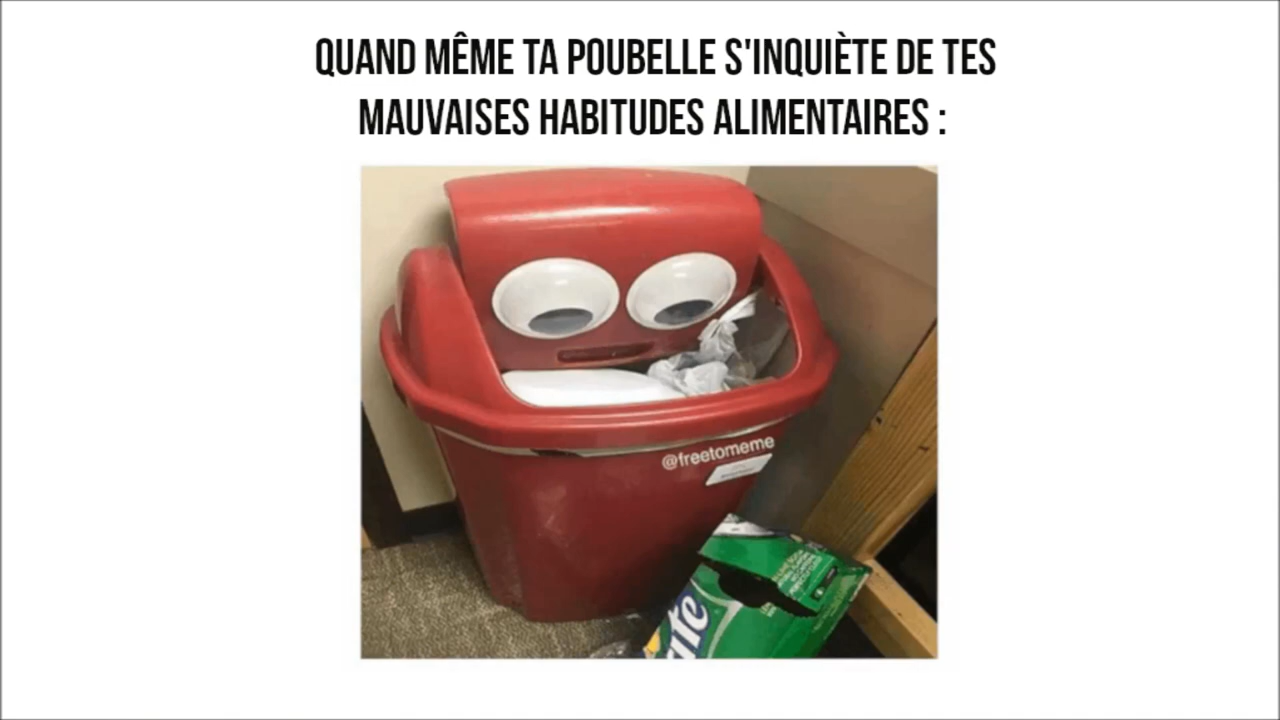 QUAND MÊME TA POUBELLE S'INQUIÈTE DE TES
MAUVAISES HABITUDES ALIMENTAIRES :
@freetomeme